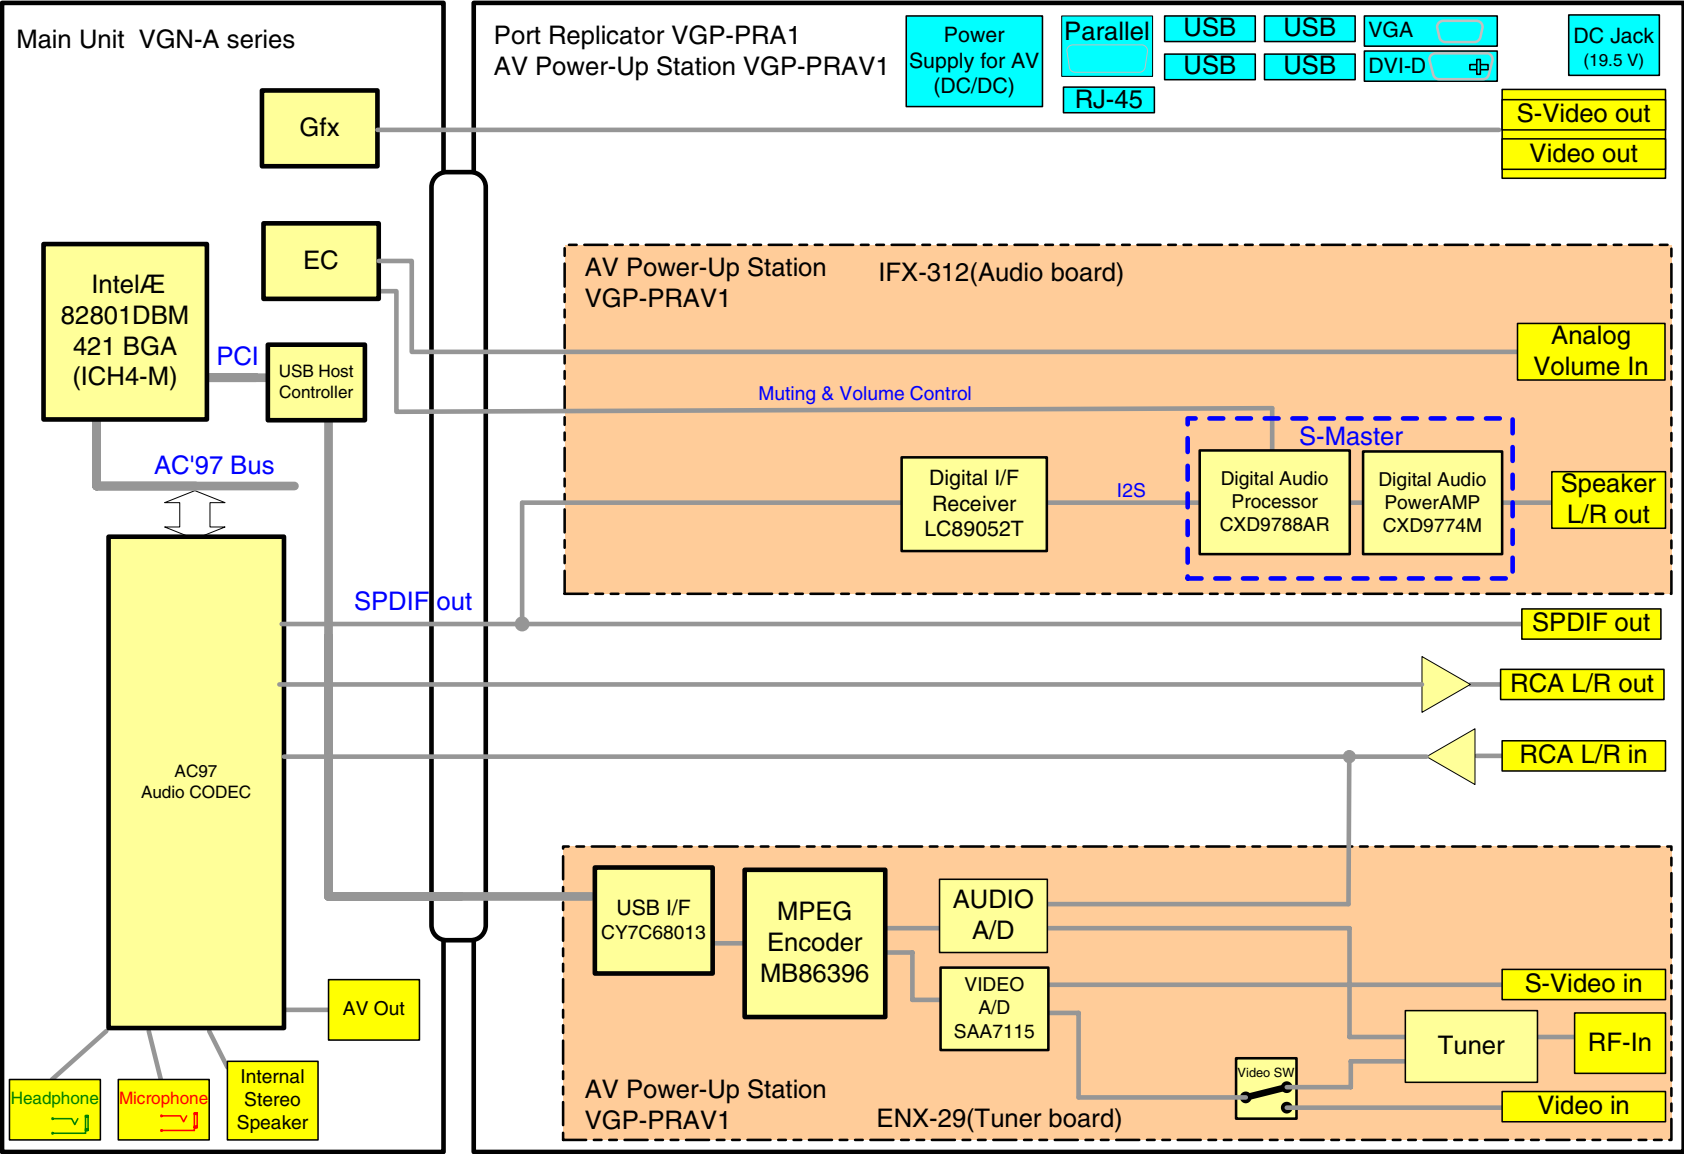 Main Unit  VGN-A series
Port Replicator VGP-PRA1
AV Power-Up Station VGP-PRAV1
Power
Supply for AV
(DC/DC)
Parallel
RJ-45
USB
USB
USB
USB
VGA
DVI-D
DC Jack
(19.5 V)
S-Video out
Video out
Gfx
EC
IntelÆ
82801DBM
421 BGA
(ICH4-M)
PCI
USB Host
Controller
AC'97 Bus
AV Power-Up Station
VGP-PRAV1
IFX-312(Audio board)
Analog
Volume In
Muting & Volume Control
S-Master
Digital I/F
Receiver
LC89052T
I2S
Digital Audio
Processor
CXD9788AR
Digital Audio
PowerAMP
CXD9774M
Speaker
L/R out
SPDIF out
SPDIF out
RCA L/R out
RCA L/R in
AC97
Audio CODEC
AV Out
Headphone
Microphone
Internal
Stereo
Speaker
USB I/F
CY7C68013
MPEG
Encoder
MB86396
AUDIO
A/D
VIDEO
A/D
SAA7115
S-Video in
Tuner
RF-In
Video SW
Video in
AV Power-Up Station
VGP-PRAV1
ENX-29(Tuner board)